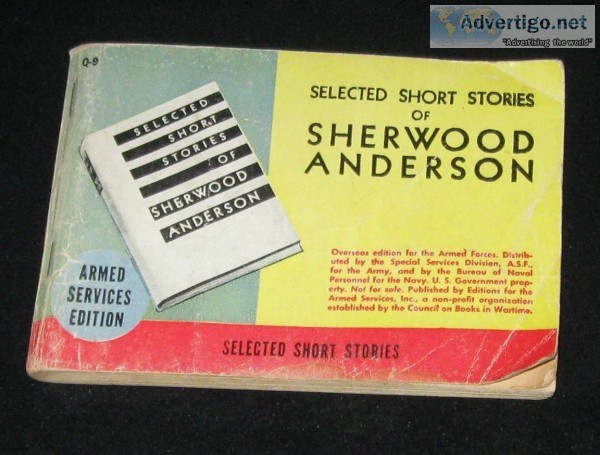 Advertigo.net
"Advertising the world"
Q-9
SELECTED
SHORT
STORIES
OF
SHERWOOD
ANDERSON
ARMED
SERVICES
EDITION
SELECTED SHORT STORIES
OF
SHERWOOD
ANDERSON
Overseas edition for the Armed Forces. Distrib-
uted by the Special Services Division, A.S.F.,
for the Army, and by the Bureau of Naval
Personnel for the Navy. U. S. Government prop-
erty. Not for sale. Published by Editions for the
Armed Services, Inc., a non-profit organization
established by the Council on Books in Wartime.
SELECTED SHORT STORIES